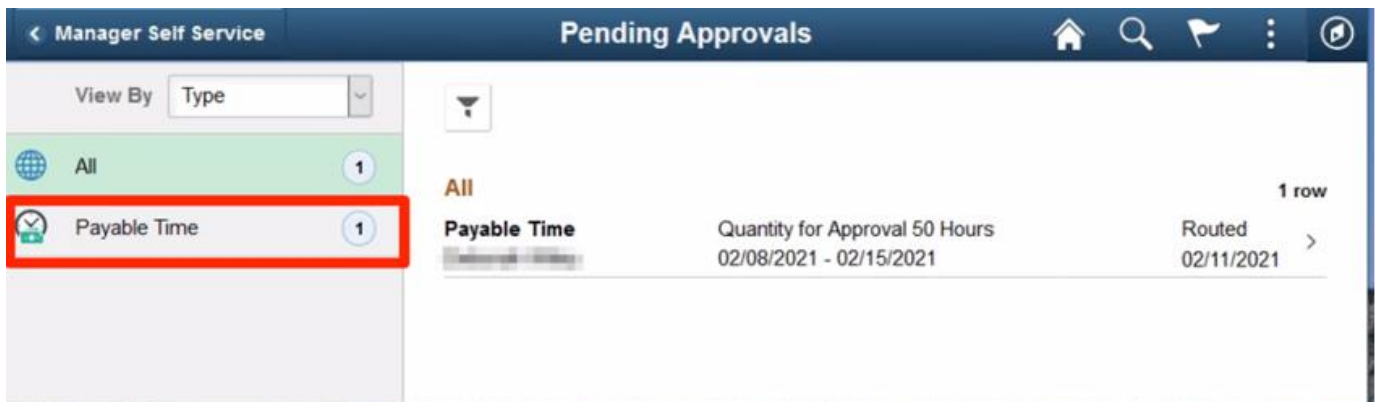 Manager Self Service
Pending Approvals
View By Type
All 1
Payable Time 1
All
1 row
Payable Time Quantity for Approval 50 Hours Routed
02/08/2021 - 02/15/2021 02/11/2021